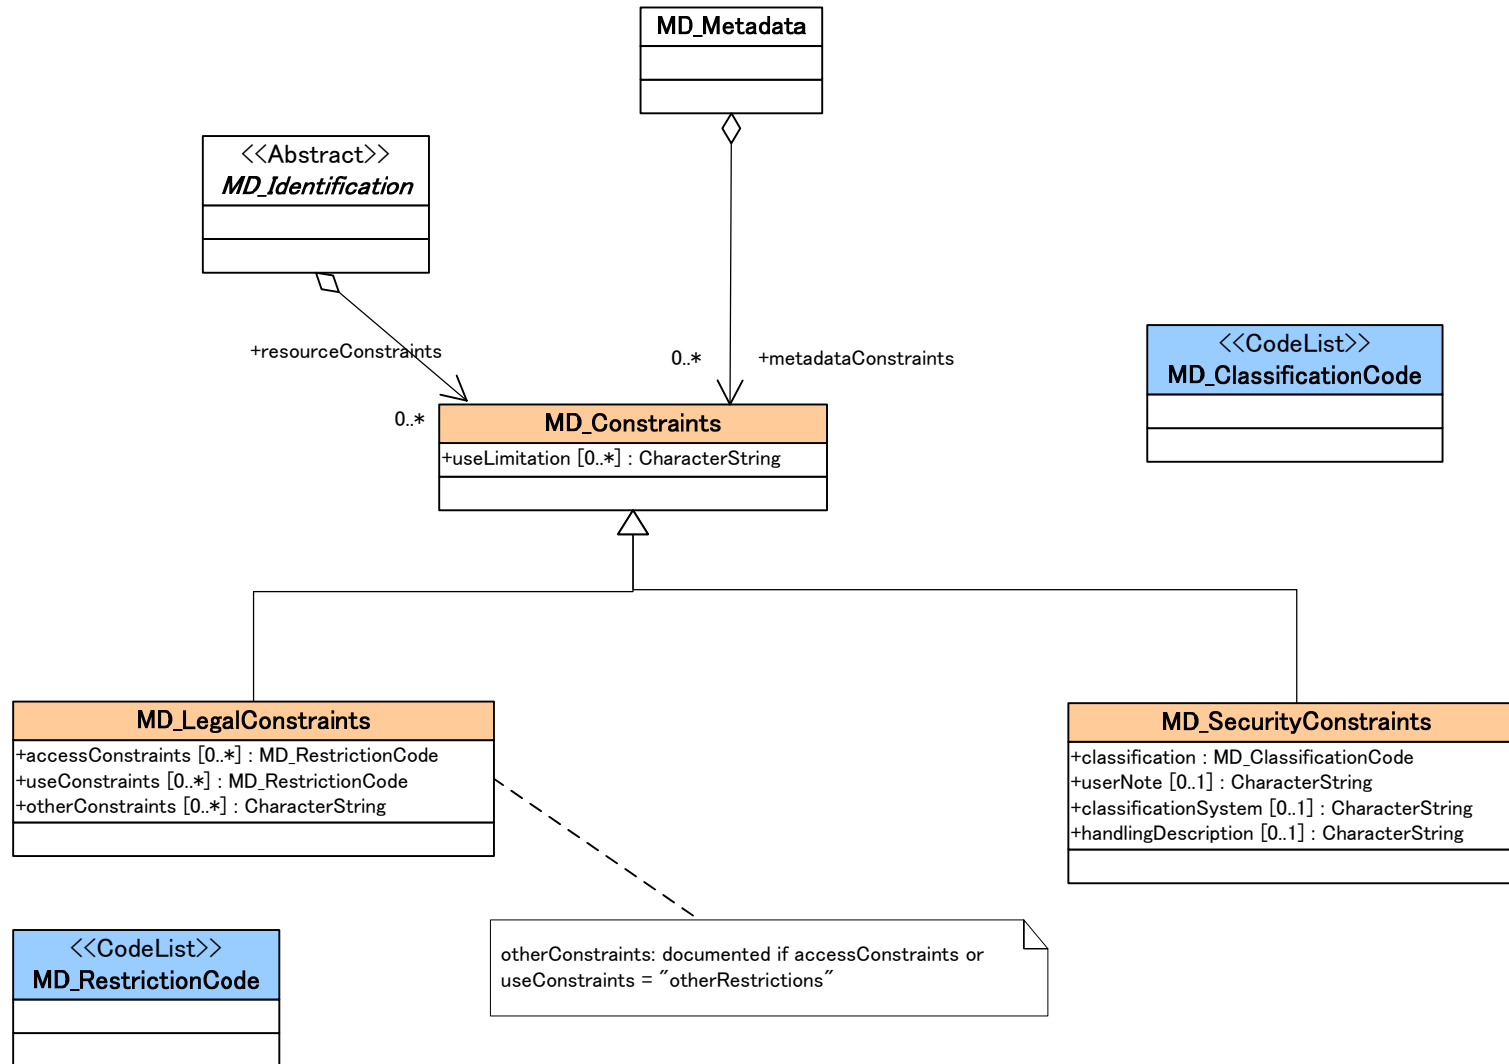 MD_Metadata
<<Abstract>>
MD_Identification
+resourceConstraints
0..*
+metadataConstraints
0..*
<<CodeList>>
MD_ClassificationCode
MD_Constraints
+useLimitation [0..*] : CharacterString
MD_LegalConstraints
+accessConstraints [0..*] : MD_RestrictionCode
+useConstraints [0..*] : MD_RestrictionCode
+otherConstraints [0..*] : CharacterString
MD_SecurityConstraints
+classification : MD_ClassificationCode
+userNote [0..1] : CharacterString
+classificationSystem [0..1] : CharacterString
+handlingDescription [0..1] : CharacterString
<<CodeList>>
MD_RestrictionCode
otherConstraints: documented if accessConstraints or
useConstraints = "otherRestrictions"